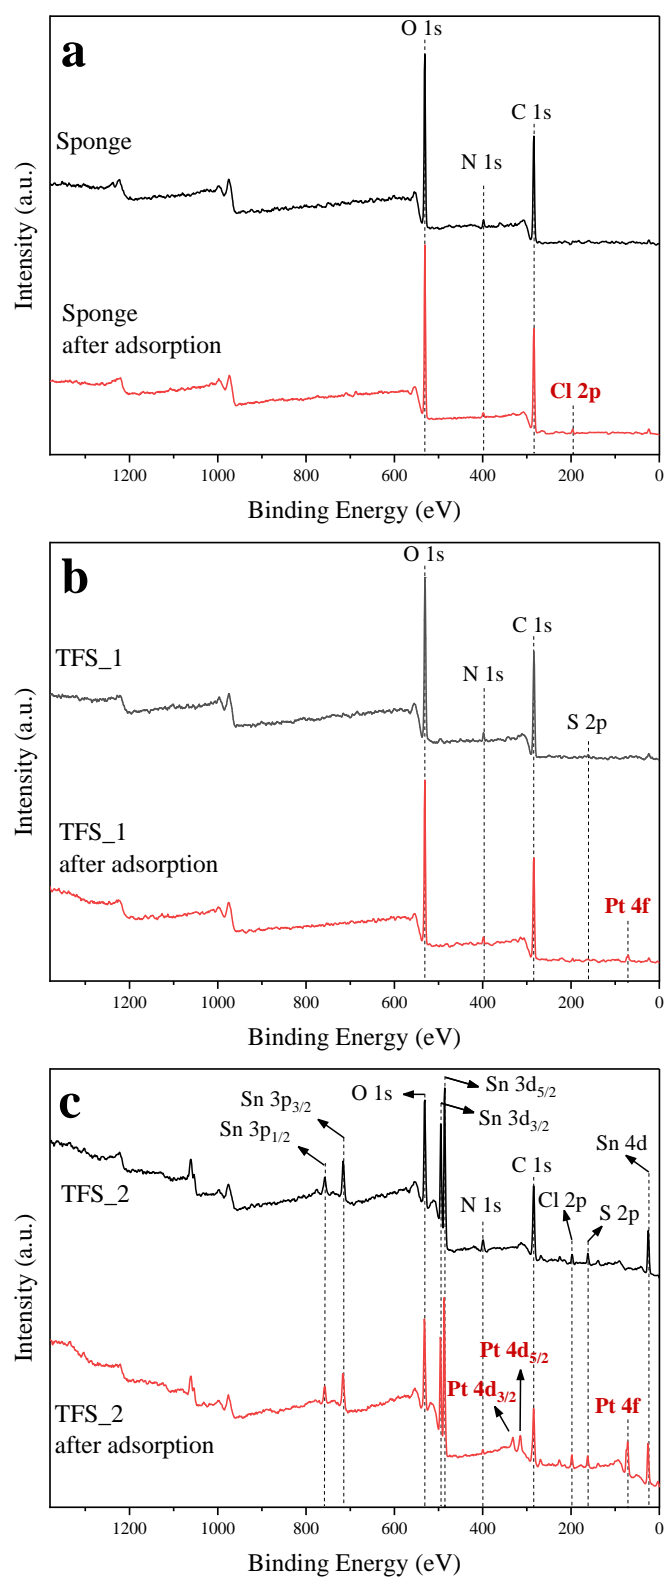 a
O 1s
C 1s
N 1s
Sponge
Sponge
after adsorption
Cl 2p
Intensity (a.u.)
1200 1000 800 600 400 200 0
Binding Energy (eV)
b
O 1s
C 1s
N 1s
S 2p
TFS_1
TFS_1
after adsorption
Pt 4f
Intensity (a.u.)
1200 1000 800 600 400 200 0
Binding Energy (eV)
c
Sn 3p1/2
Sn 3p3/2
O 1s
Sn 3d5/2
Sn 3d3/2
N 1s
C 1s
Cl 2p
S 2p
Sn 4d
TFS_2
Pt 4d5/2
Pt 4d3/2
Pt 4f
TFS_2
after adsorption
Intensity (a.u.)
1200 1000 800 600 400 200 0
Binding Energy (eV)